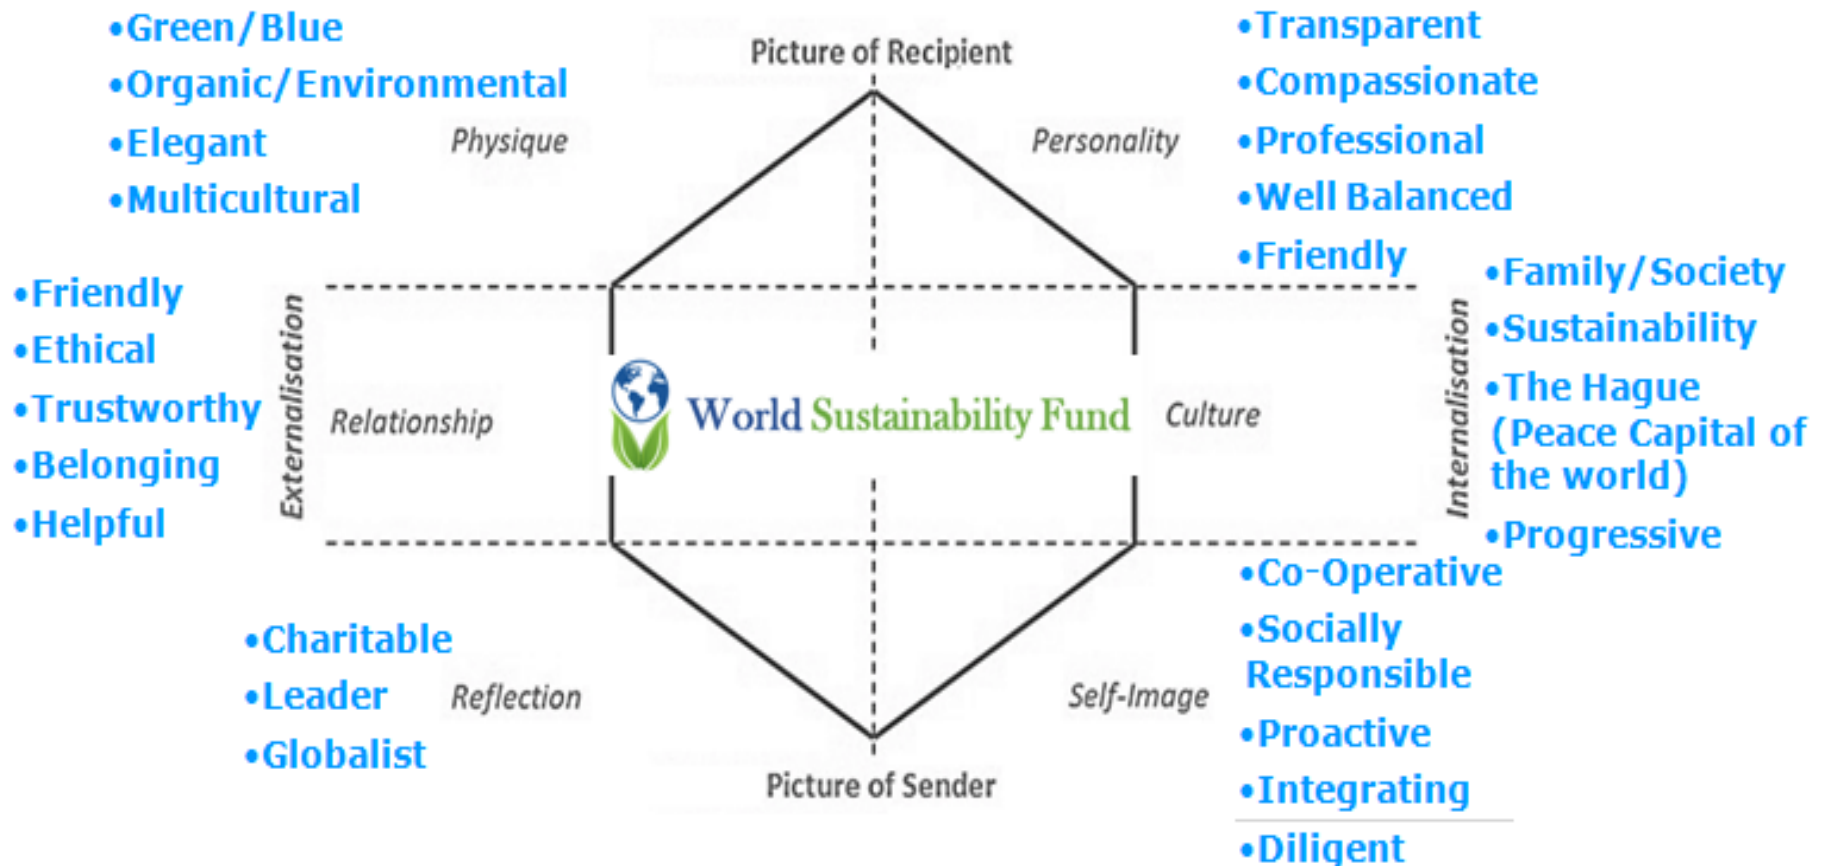 •Green/Blue
•Organic/Environmental
•Elegant
•Multicultural
Physique
Picture of Recipient
Personality
•Transparent
•Compassionate
•Professional
•Well Balanced
•Friendly
•Friendly
•Ethical
•Trustworthy
•Belonging
•Helpful
Externalisation
Relationship
World Sustainability Fund
Culture
Internalisation
•Family/Society
•Sustainability
•The Hague
(Peace Capital of
the world)
•Progressive
•Charitable
•Leader
•Globalist
Reflection
Picture of Sender
Self-Image
•Co-Operative
•Socially
Responsible
•Proactive
•Integrating
•Diligent